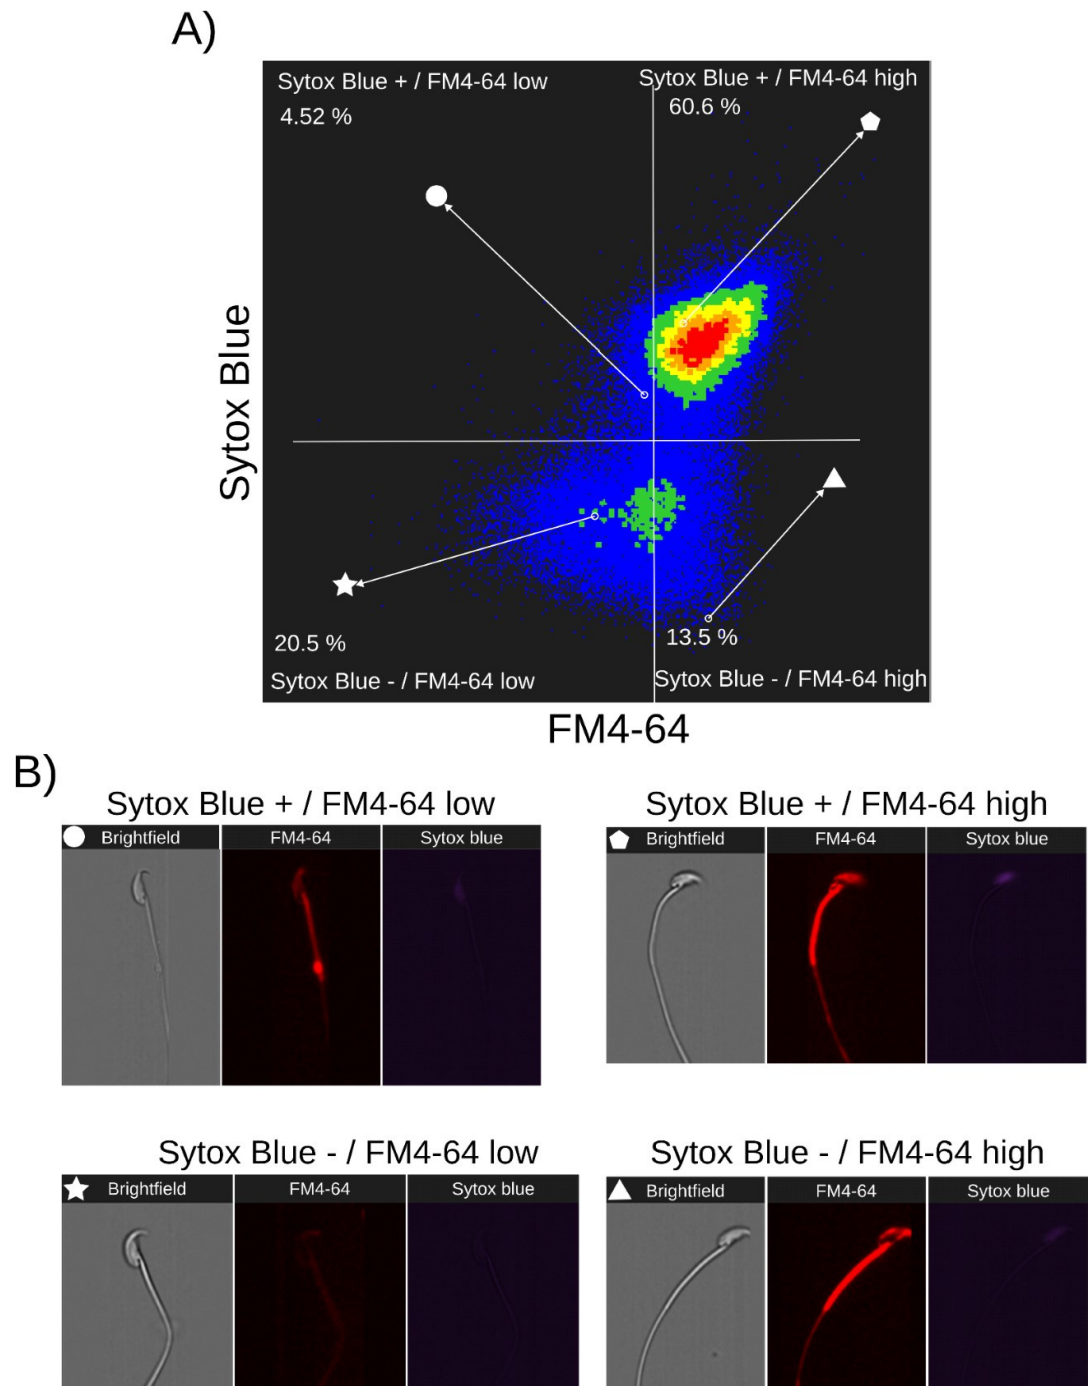 A)
Sytox Blue + / FM4-64 low
4.52 %
Sytox Blue + / FM4-64 high
60.6 %
Sytox Blue
20.5 %
Sytox Blue - / FM4-64 low
13.5 %
Sytox Blue - / FM4-64 high
FM4-64
B)
Sytox Blue + / FM4-64 low
Brightfield FM4-64 Sytox blue
Sytox Blue + / FM4-64 high
Brightfield FM4-64 Sytox blue
Sytox Blue - / FM4-64 low
Brightfield FM4-64 Sytox blue
Sytox Blue - / FM4-64 high
Brightfield FM4-64 Sytox blue